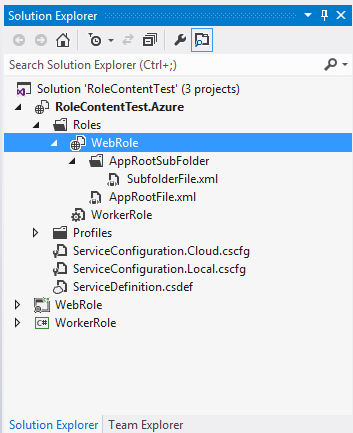 Solution Explorer
Search Solution Explorer (Ctrl+;)
Solution 'RoleContentTest' (3 projects)
RoleContentTest.Azure
Roles
WebRole
AppRootSubFolder
SubfolderFile.xml
AppRootFile.xml
WorkerRole
Profiles
ServiceConfiguration.Cloud.cscfg
ServiceConfiguration.Local.cscfg
ServiceDefinition.csdef
WebRole
C# WorkerRole
Solution Explorer Team Explorer